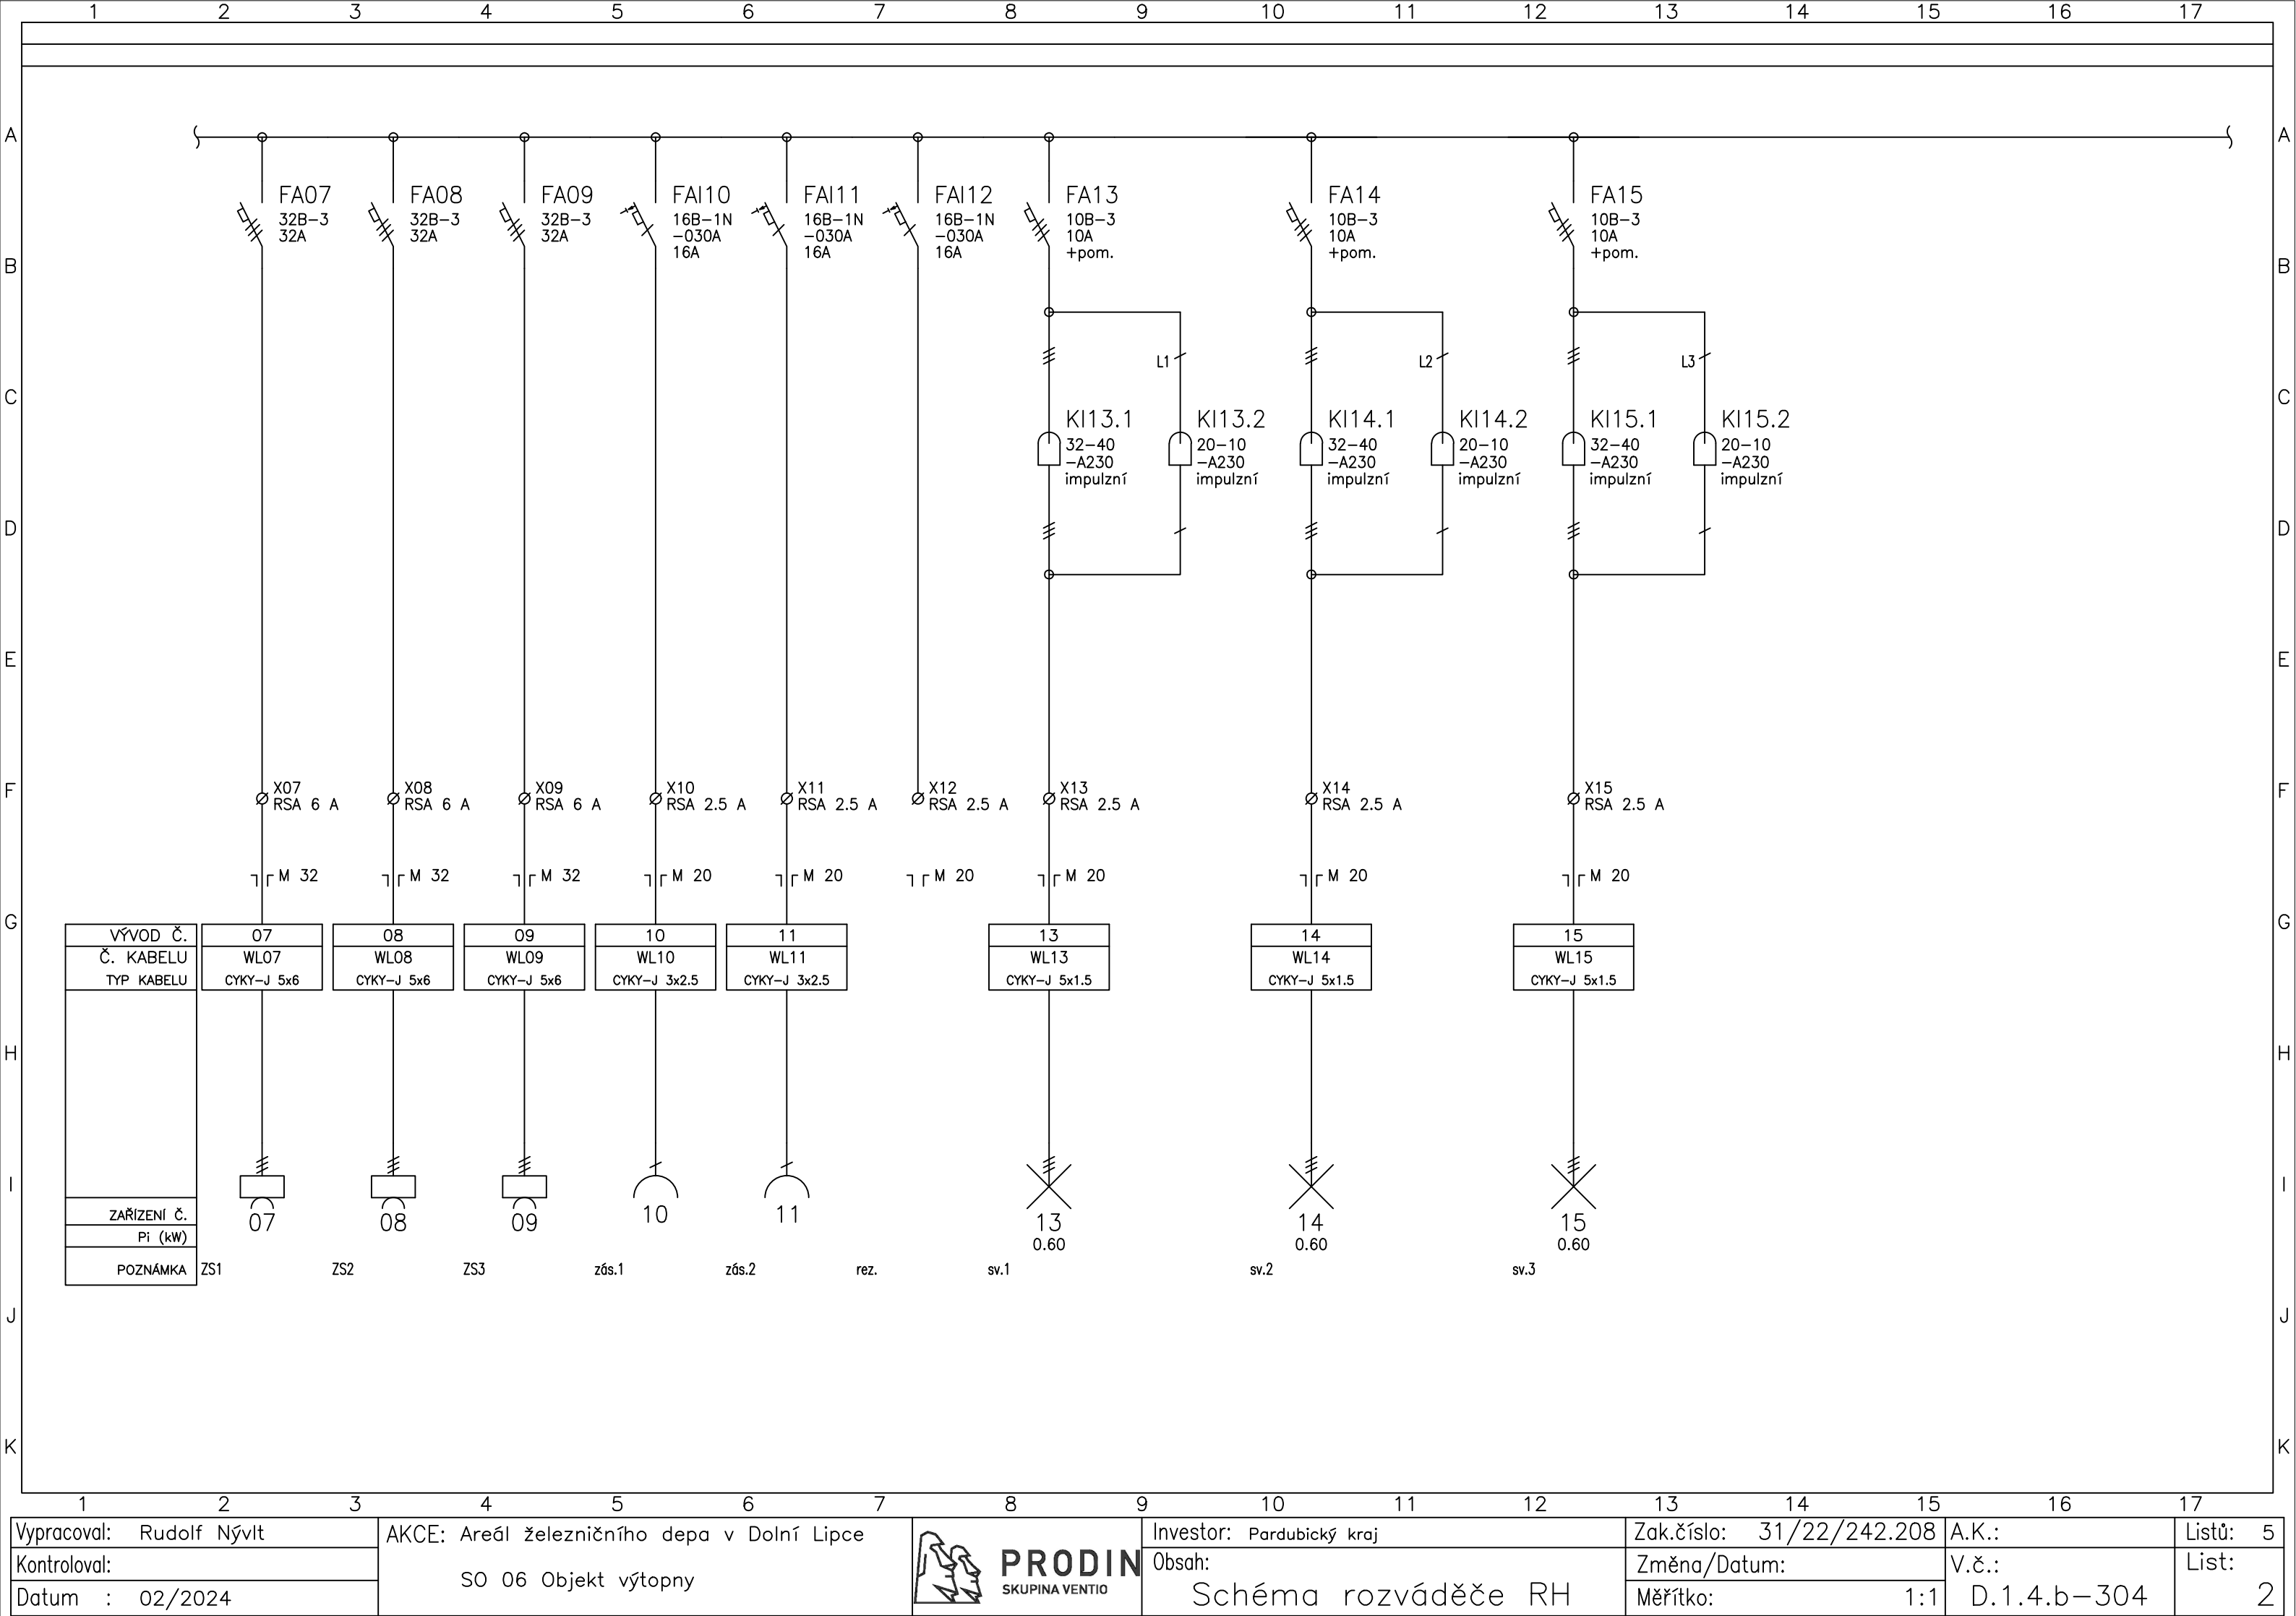 1 2 3 4 5 6 7 8 9 10 11 12 13 14 15 16 17
A A
FA07 FA08 FA09 FAI10 FAI11 FAI12 FA13 FA14 FA15
32B-3 32B-3 32B-3 16B-1N 16B-1N 16B-1N 10B-3 10B-3 10B-3
32A 32A 32A -030A -030A -030A 10A 10A 10A
16A 16A 16A +pom. +pom. +pom.
B B
L1 L2 L3
C C
KI13.1 KI13.2 KI14.1 KI14.2 KI15.1 KI15.2
32-40 20-10 32-40 20-10 32-40 20-10
-A230 -A230 -A230 -A230 -A230 -A230
impulzní impulzní impulzní impulzní impulzní impulzní
D D
E E
F F
X07 X08 X09 X10 X11 X12 X13 X14 X15
RSA 6 A RSA 6 A RSA 6 A RSA 2.5 A RSA 2.5 A RSA 2.5 A RSA 2.5 A RSA 2.5 A RSA 2.5 A
M 32 M 32 M 32 M 20 M 20 M 20 M 20 M 20 M 20
G G
VÝVOD Č. 07 08 09 10 11 13 14 15
Č. KABELU WL07 WL08 WL09 WL10 WL11 WL13 WL14 WL15
TYP KABELU CYKY-J 5x6 CYKY-J 5x6 CYKY-J 5x6 CYKY-J 3x2.5 CYKY-J 3x2.5 CYKY-J 5x1.5 CYKY-J 5x1.5 CYKY-J 5x1.5
H H
I I
ZAŘÍZENÍ Č. 07 08 09 10 11 13 14 15
Pi (kW) 0.60 0.60 0.60
POZNÁMKA ZS1 ZS2 ZS3 zás.1 zás.2 rez. sv.1 sv.2 sv.3
J J
K K
1 2 3 4 5 6 7 8 9 10 11 12 13 14 15 16 17
Vypracoval: Rudolf Nývlt
Kontroloval:
Datum : 02/2024
AKCE: Areál železničního depa v Dolní Lipce
SO 06 Objekt výtopny
PRODIN
SKUPINA VENTIO
Investor: Pardubický kraj
Obsah:
Schéma rozváděče RH
Zak.číslo: 31/22/242.208
Změna/Datum:
Měřítko: 1:1
A.K.:
V.č.:
D.1.4.b-304
Listů: 5
List:
2